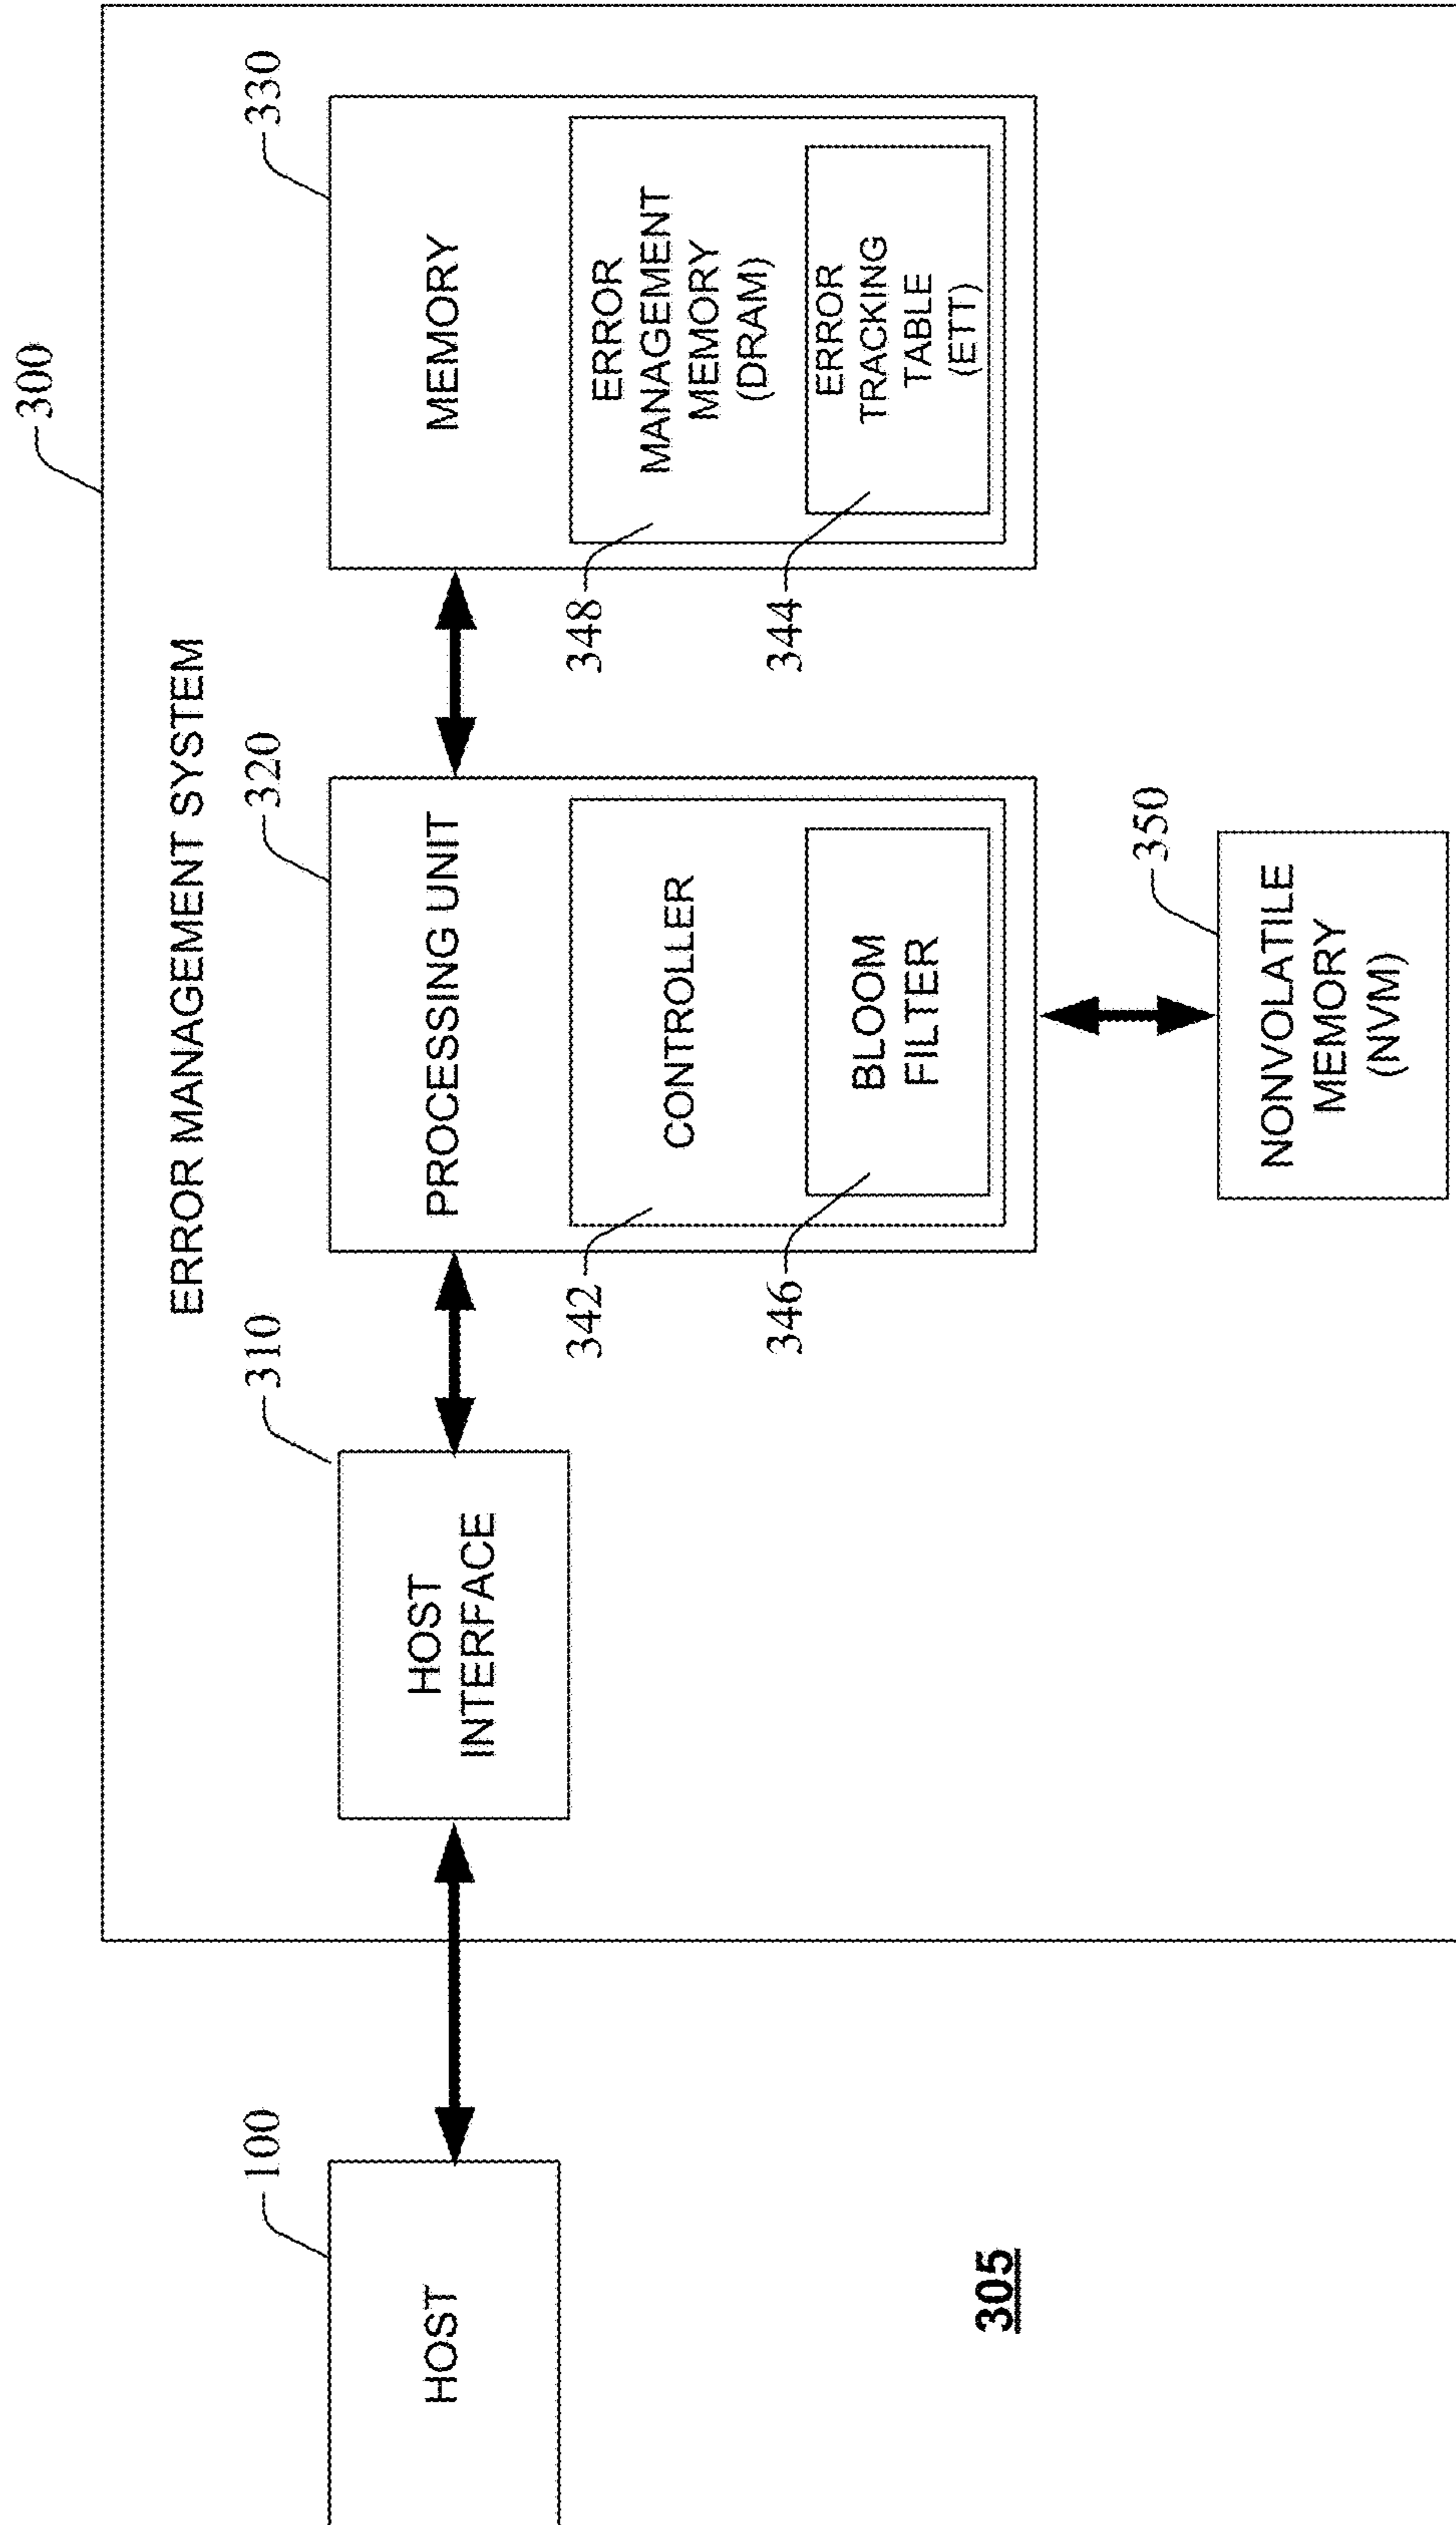 300
ERROR MANAGEMENT SYSTEM
100
HOST
310
HOST
INTERFACE
320
PROCESSING UNIT
342
CONTROLLER
346
BLOOM
FILTER
330
MEMORY
348
ERROR
MANAGEMENT
MEMORY
(DRAM)
344
ERROR
TRACKING
TABLE
(ETT)
350
NONVOLATILE
MEMORY
(NVM)
305